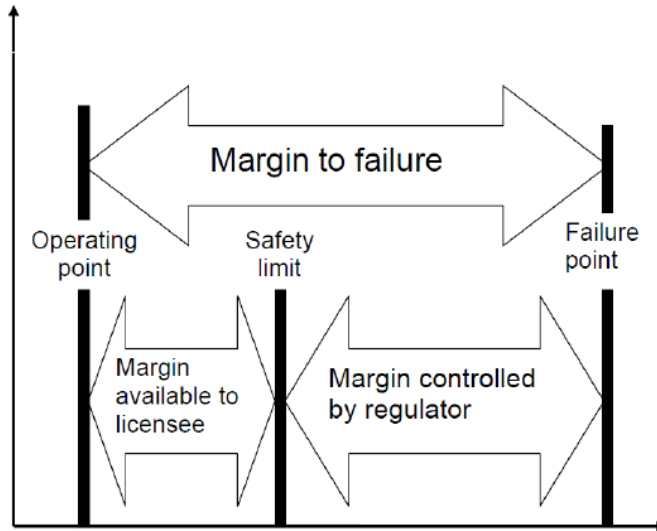 Margin to failure
Operating
point
Safety
limit
Failure
point
Margin
available to
licensee
Margin controlled
by regulator